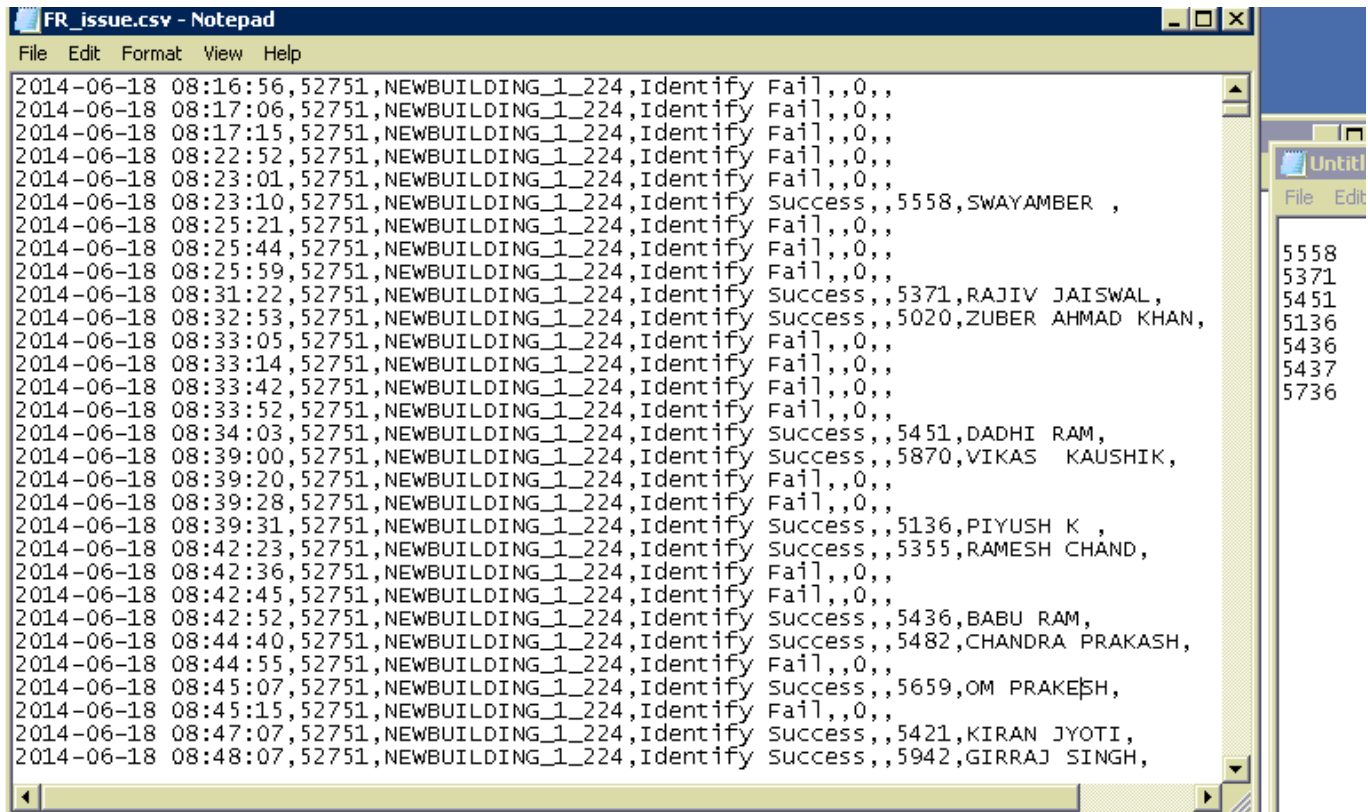 FR_issue.csv - Notepad
File Edit Format View Help
2014-06-18 08:16:56,52751,NEWBUILDING_1_224,Identify Fail,,0,,
2014-06-18 08:17:06,52751,NEWBUILDING_1_224,Identify Fail,,0,,
2014-06-18 08:17:15,52751,NEWBUILDING_1_224,Identify Fail,,0,,
2014-06-18 08:22:52,52751,NEWBUILDING_1_224,Identify Fail,,0,,
2014-06-18 08:23:01,52751,NEWBUILDING_1_224,Identify Fail,,0,,
2014-06-18 08:23:10,52751,NEWBUILDING_1_224,Identify Success,,5558,SWAYAMBER ,
2014-06-18 08:25:21,52751,NEWBUILDING_1_224,Identify Fail,,0,,
2014-06-18 08:25:44,52751,NEWBUILDING_1_224,Identify Fail,,0,,
2014-06-18 08:25:59,52751,NEWBUILDING_1_224,Identify Fail,,0,,
2014-06-18 08:31:22,52751,NEWBUILDING_1_224,Identify Success,,5371,RAJIV JAISWAL,
2014-06-18 08:32:53,52751,NEWBUILDING_1_224,Identify Success,,5020,ZUBER AHMAD KHAN,
2014-06-18 08:33:05,52751,NEWBUILDING_1_224,Identify Fail,,0,,
2014-06-18 08:33:14,52751,NEWBUILDING_1_224,Identify Fail,,0,,
2014-06-18 08:33:42,52751,NEWBUILDING_1_224,Identify Fail,,0,,
2014-06-18 08:33:52,52751,NEWBUILDING_1_224,Identify Fail,,0,,
2014-06-18 08:34:03,52751,NEWBUILDING_1_224,Identify Success,,5451,DADHI RAM,
2014-06-18 08:39:00,52751,NEWBUILDING_1_224,Identify Success,,5870,VIKAS  KAUSHIK,
2014-06-18 08:39:20,52751,NEWBUILDING_1_224,Identify Fail,,0,,
2014-06-18 08:39:28,52751,NEWBUILDING_1_224,Identify Fail,,0,,
2014-06-18 08:39:31,52751,NEWBUILDING_1_224,Identify Success,,5136,PIYUSH K ,
2014-06-18 08:42:23,52751,NEWBUILDING_1_224,Identify Success,,5355,RAMESH CHAND,
2014-06-18 08:42:36,52751,NEWBUILDING_1_224,Identify Fail,,0,,
2014-06-18 08:42:45,52751,NEWBUILDING_1_224,Identify Fail,,0,,
2014-06-18 08:42:52,52751,NEWBUILDING_1_224,Identify Success,,5436,BABU RAM,
2014-06-18 08:44:40,52751,NEWBUILDING_1_224,Identify Success,,5482,CHANDRA PRAKASH,
2014-06-18 08:44:55,52751,NEWBUILDING_1_224,Identify Fail,,0,,
2014-06-18 08:45:07,52751,NEWBUILDING_1_224,Identify Success,,5659,OM PRAKESH,
2014-06-18 08:45:15,52751,NEWBUILDING_1_224,Identify Fail,,0,,
2014-06-18 08:47:07,52751,NEWBUILDING_1_224,Identify Success,,5421,KIRAN JYOTI,
2014-06-18 08:48:07,52751,NEWBUILDING_1_224,Identify Success,,5942,GIRRAJ SINGH,
Untitl
File Edit
5558
5371
5451
5136
5436
5437
5736